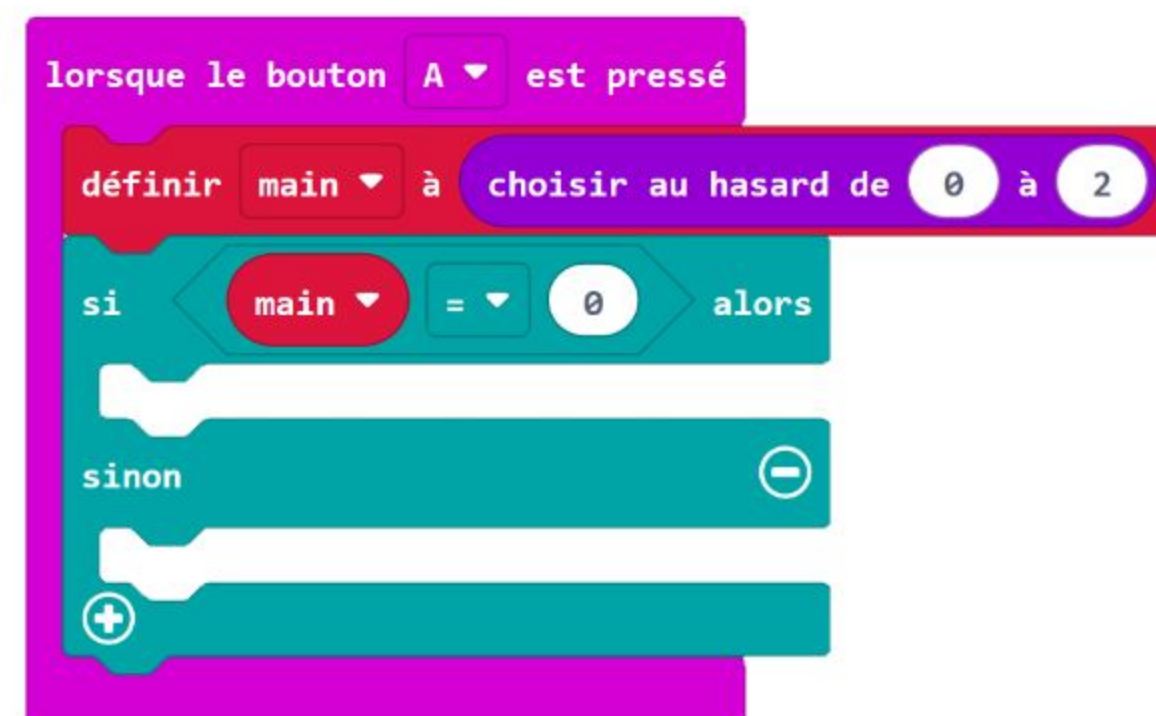 lorsque le bouton A est pressé
définir main à choisir au hasard de 0 à 2
si main = 0 alors
sinon